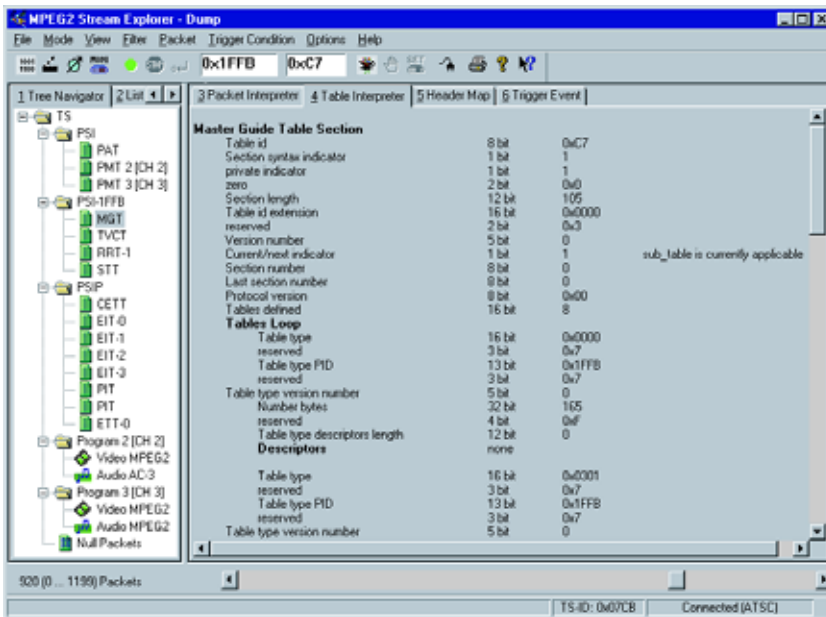 MPEG2 Stream Explorer - Dump
File Mode View Filter Packet Trigger Condition Options Help
0x1FFB 0xC7
1 Tree Navigator 2 List
3 Packet Interpreter 4 Table Interpreter 5 Header Map 6 Trigger Event
TS
PSI
PAT
PMT 2 [CH 2]
PMT 3 [CH 3]
PSI-1FFB
MGT
TVCT
RRT-1
STT
PSIP
CETT
EIT-0
EIT-1
EIT-2
EIT-3
PIT
PIT
ETT-0
Program 2 [CH 2]
Video MPEG2
Audio AC-3
Program 3 [CH 3]
Video MPEG2
Audio MPEG2
Null Packets
Master Guide Table Section
Table id 8 bit 0xC7
Section syntax indicator 1 bit 1
private indicator 1 bit 1
zero 2 bit 0x0
Section length 12 bit 105
Table id extension 16 bit 0x0000
reserved 2 bit 0x3
Version number 5 bit 0
Current/next indicator 1 bit 1 sub_table is currently applicable
Section number 8 bit 0
Last section number 8 bit 0
Protocol version 8 bit 0x00
Tables defined 16 bit 8
Tables Loop
Table type 16 bit 0x0000
reserved 3 bit 0x7
Table type PID 13 bit 0x1FFB
reserved 3 bit 0x7
Table type version number 5 bit 0
Number bytes 32 bit 165
reserved 4 bit 0xF
Table type descriptors length 12 bit 0
Descriptors none
Table type 16 bit 0x0301
reserved 3 bit 0x7
Table type PID 13 bit 0x1FFB
reserved 3 bit 0x7
Table type version number 5 bit 0
920 (0 ... 1199) Packets
TS-ID: 0x07CB Connected (ATSC)